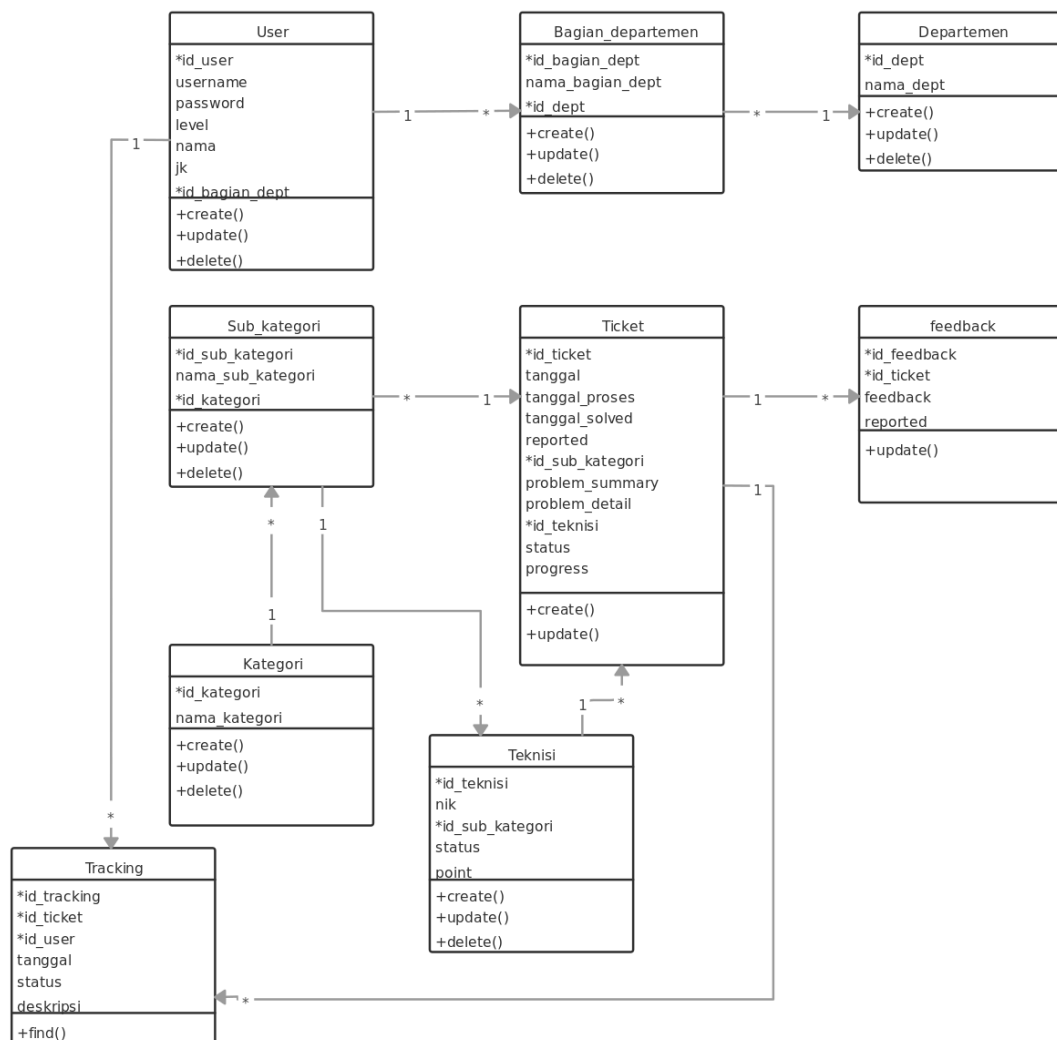 User
*id_user
username
password
level
nama
jk
*id_bagian_dept
+create()
+update()
+delete()
Bagian_departemen
*id_bagian_dept
nama_bagian_dept
*id_dept
+create()
+update()
+delete()
Departemen
*id_dept
nama_dept
+create()
+update()
+delete()
1
*
*
1
1
Sub_kategori
*id_sub_kategori
nama_sub_kategori
*id_kategori
+create()
+update()
+delete()
Ticket
*id_ticket
tanggal
tanggal_proses
tanggal_solved
reported
*id_sub_kategori
problem_summary
problem_detail
*id_teknisi
status
progress
+create()
+update()
feedback
*id_feedback
*id_ticket
feedback
reported
+update()
*
1
1
*
1
*
1
1
Kategori
*id_kategori
nama_kategori
+create()
+update()
+delete()
*
1
*
Teknisi
*id_teknisi
nik
*id_sub_kategori
status
point
+create()
+update()
+delete()
*
Tracking
*id_tracking
*id_ticket
*id_user
tanggal
status
deskripsi
+find()
*